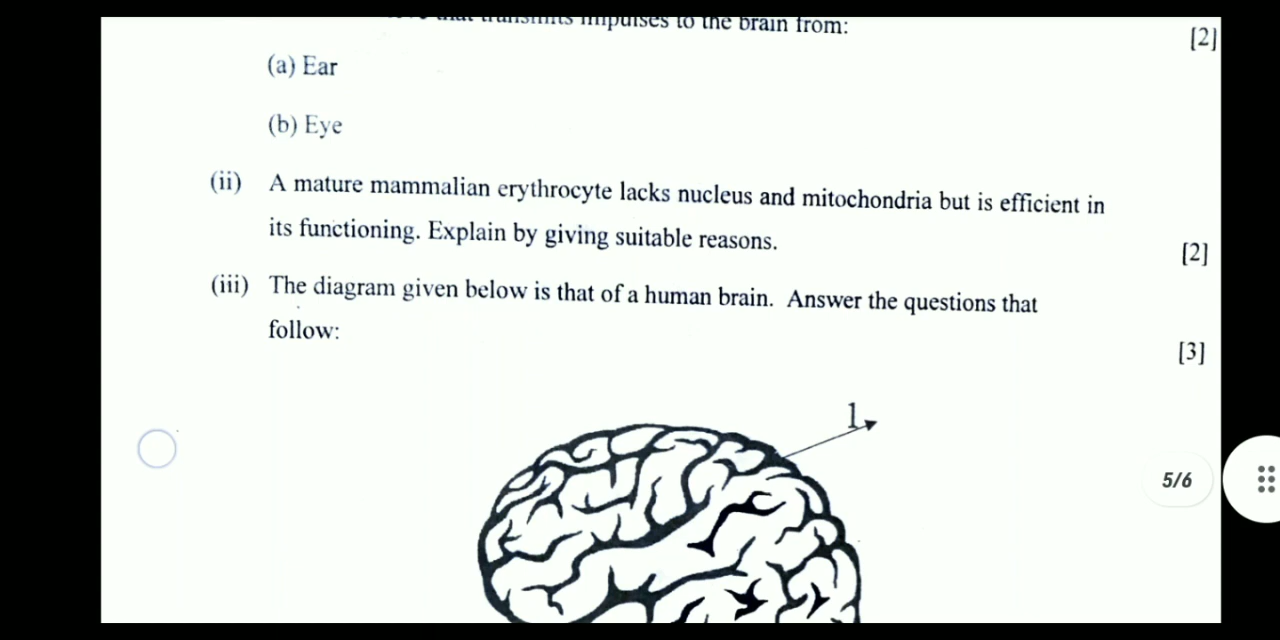 that transmits impulses to the brain from:
[2]
(a) Ear
(b) Eye
(ii) A mature mammalian erythrocyte lacks nucleus and mitochondria but is efficient in
its functioning. Explain by giving suitable reasons.
[2]
(iii) The diagram given below is that of a human brain. Answer the questions that
follow:
[3]
1
5/6